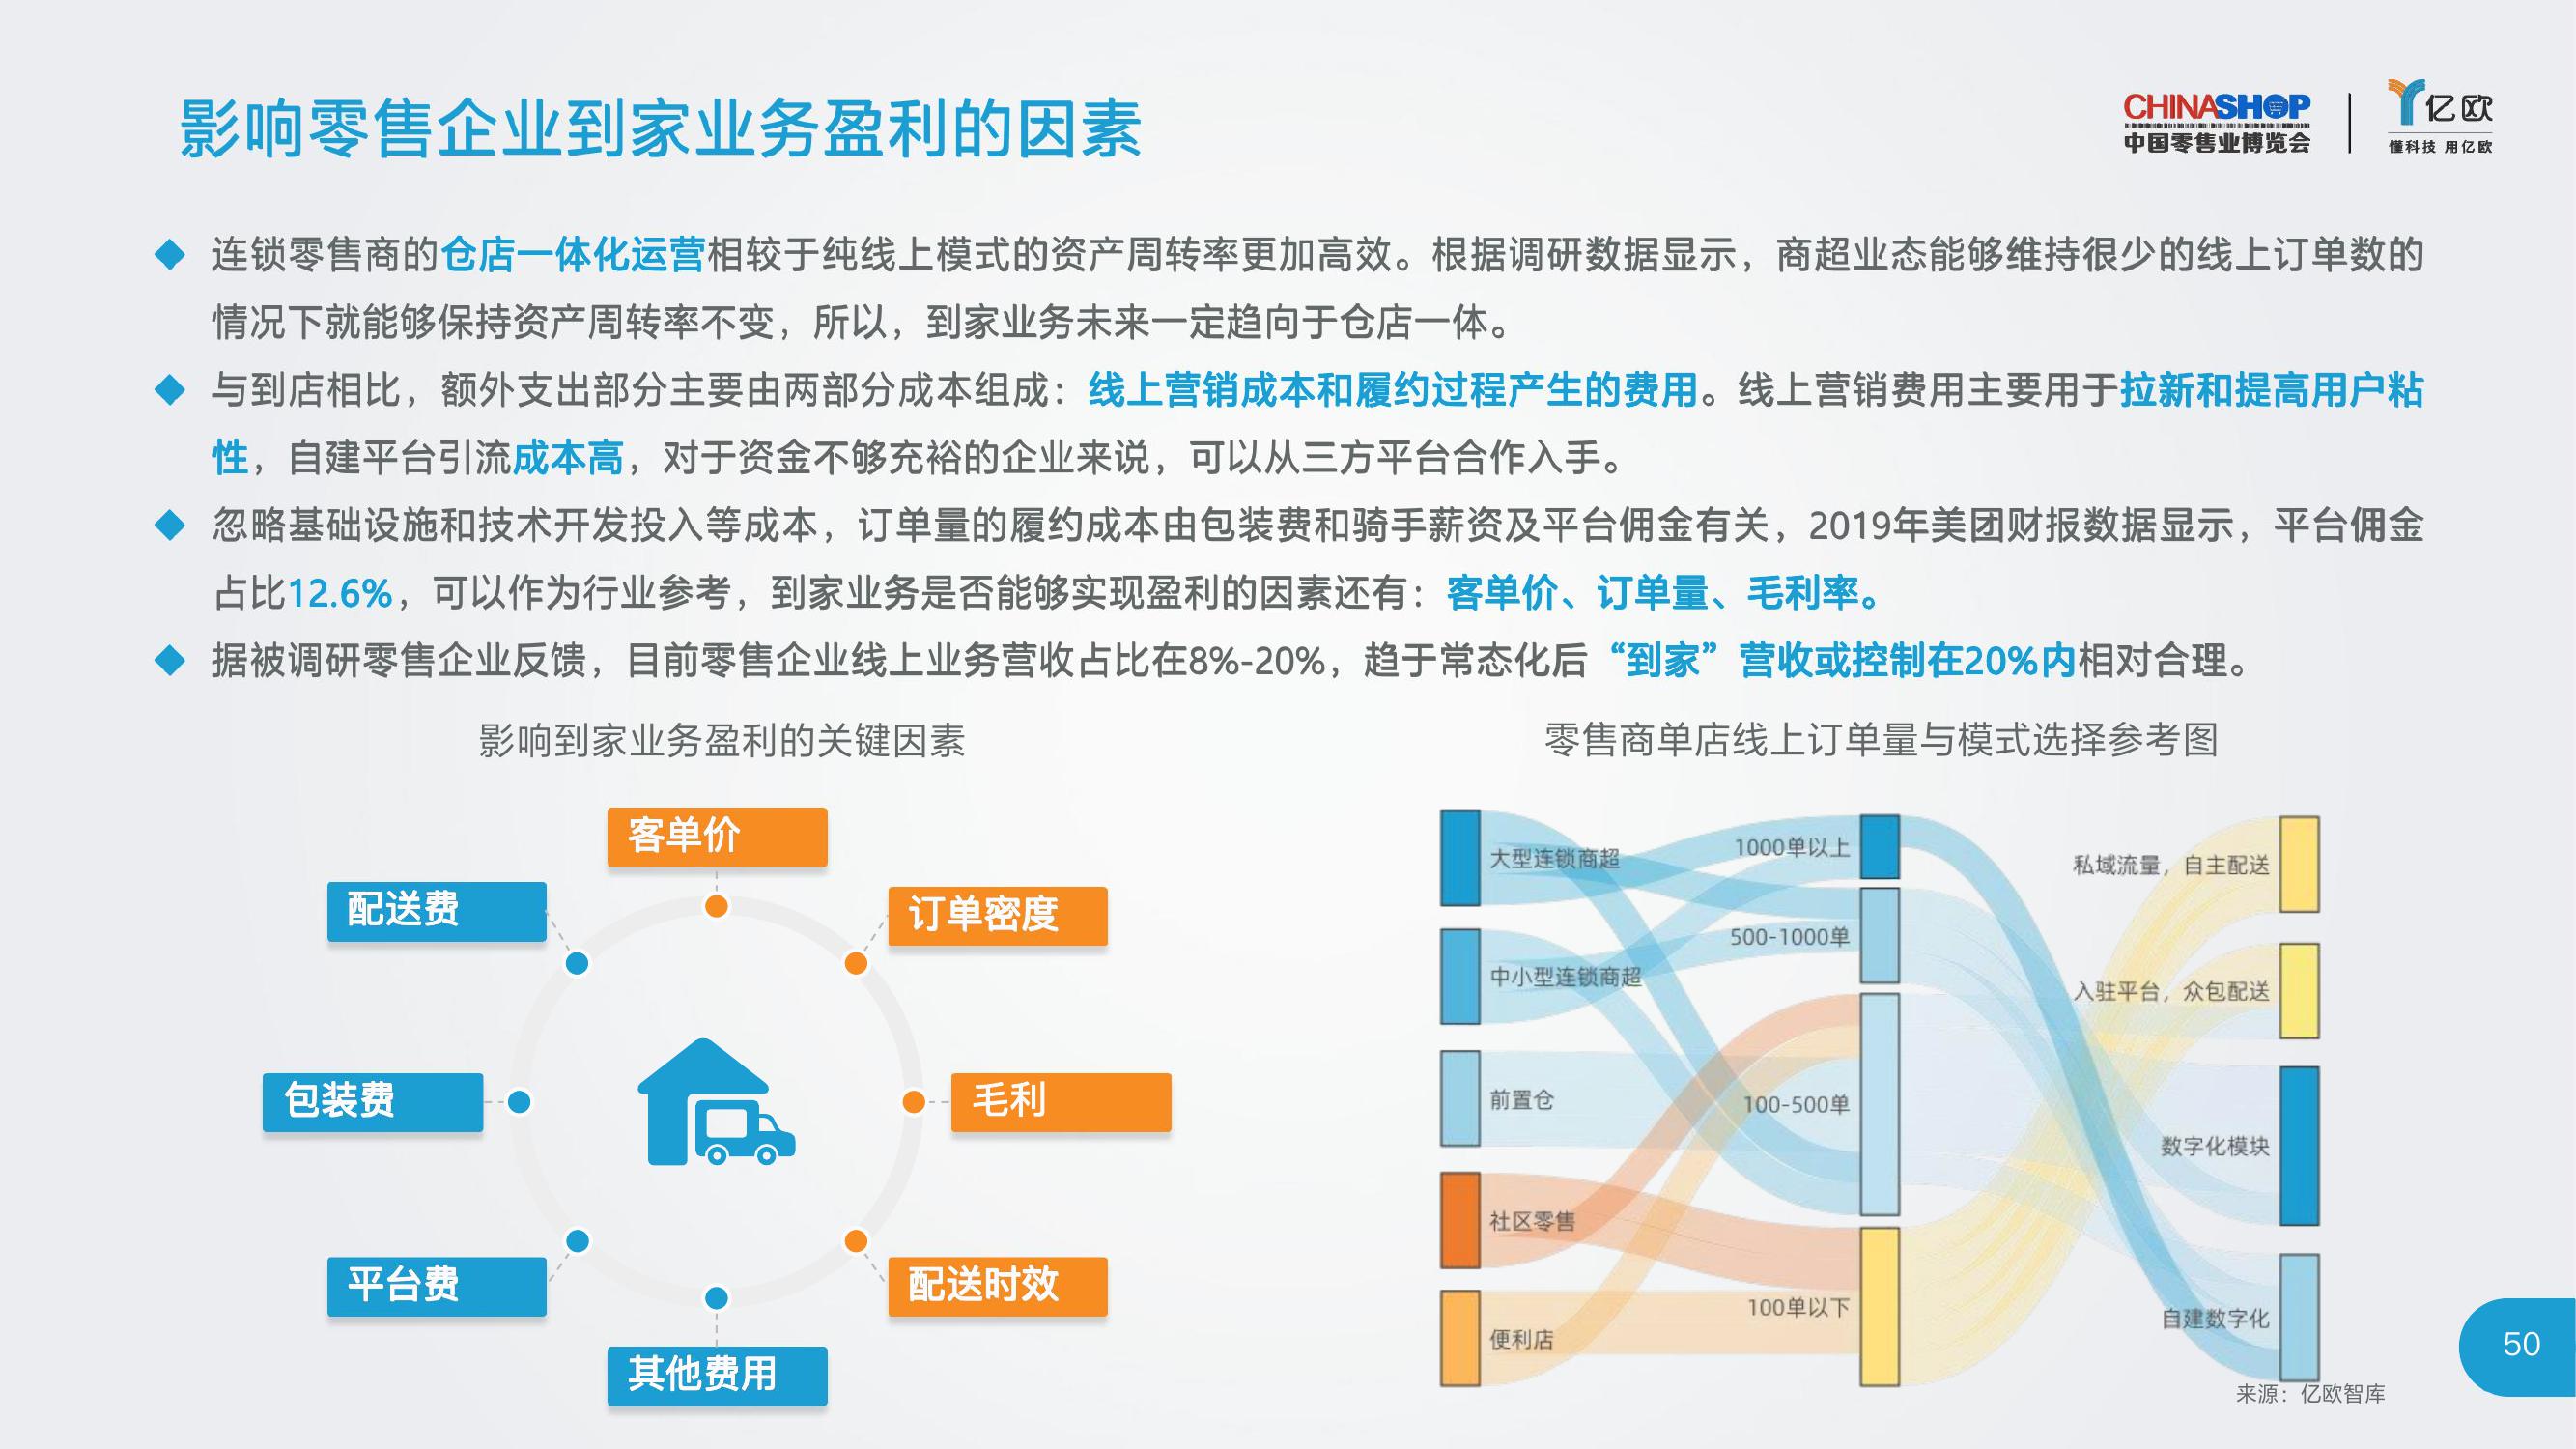 影响零售企业到家业务盈利的因素
CHINASHOP
中国零售业博览会
亿欧
懂科技 用亿欧
连锁零售商的仓店一体化运营相较于纯线上模式的资产周转率更加高效。根据调研数据显示，商超业态能够维持很少的线上订单数的
情况下就能够保持资产周转率不变，所以，到家业务未来一定趋向于仓店一体。
与到店相比，额外支出部分主要由两部分成本组成：线上营销成本和履约过程产生的费用。线上营销费用主要用于拉新和提高用户粘
性，自建平台引流成本高，对于资金不够充裕的企业来说，可以从三方平台合作入手。
忽略基础设施和技术开发投入等成本，订单量的履约成本由包装费和骑手薪资及平台佣金有关，2019年美团财报数据显示，平台佣金
占比12.6%，可以作为行业参考，到家业务是否能够实现盈利的因素还有：客单价、订单量、毛利率。
据被调研零售企业反馈，目前零售企业线上业务营收占比在8%-20%，趋于常态化后“到家”营收或控制在20%内相对合理。
影响到家业务盈利的关键因素
客单价
配送费
订单密度
包装费
毛利
平台费
配送时效
其他费用
零售商单店线上订单量与模式选择参考图
大型连锁商超
中小型连锁商超
前置仓
社区零售
便利店
1000单以上
500-1000单
100-500单
100单以下
私域流量，自主配送
入驻平台，众包配送
数字化模块
自建数字化
来源：亿欧智库
50